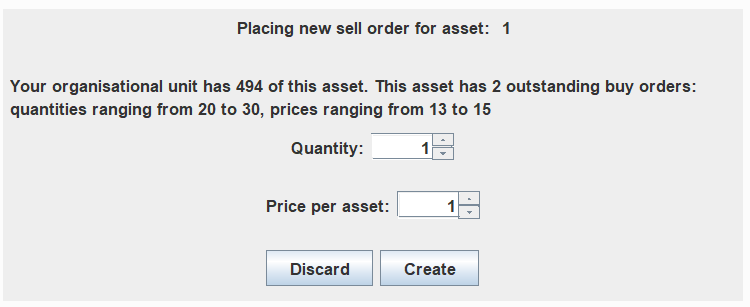 Placing new sell order for asset: 1
Your organisational unit has 494 of this asset. This asset has 2 outstanding buy orders:
quantities ranging from 20 to 30, prices ranging from 13 to 15
Quantity: 1
Price per asset: 1
Discard Create